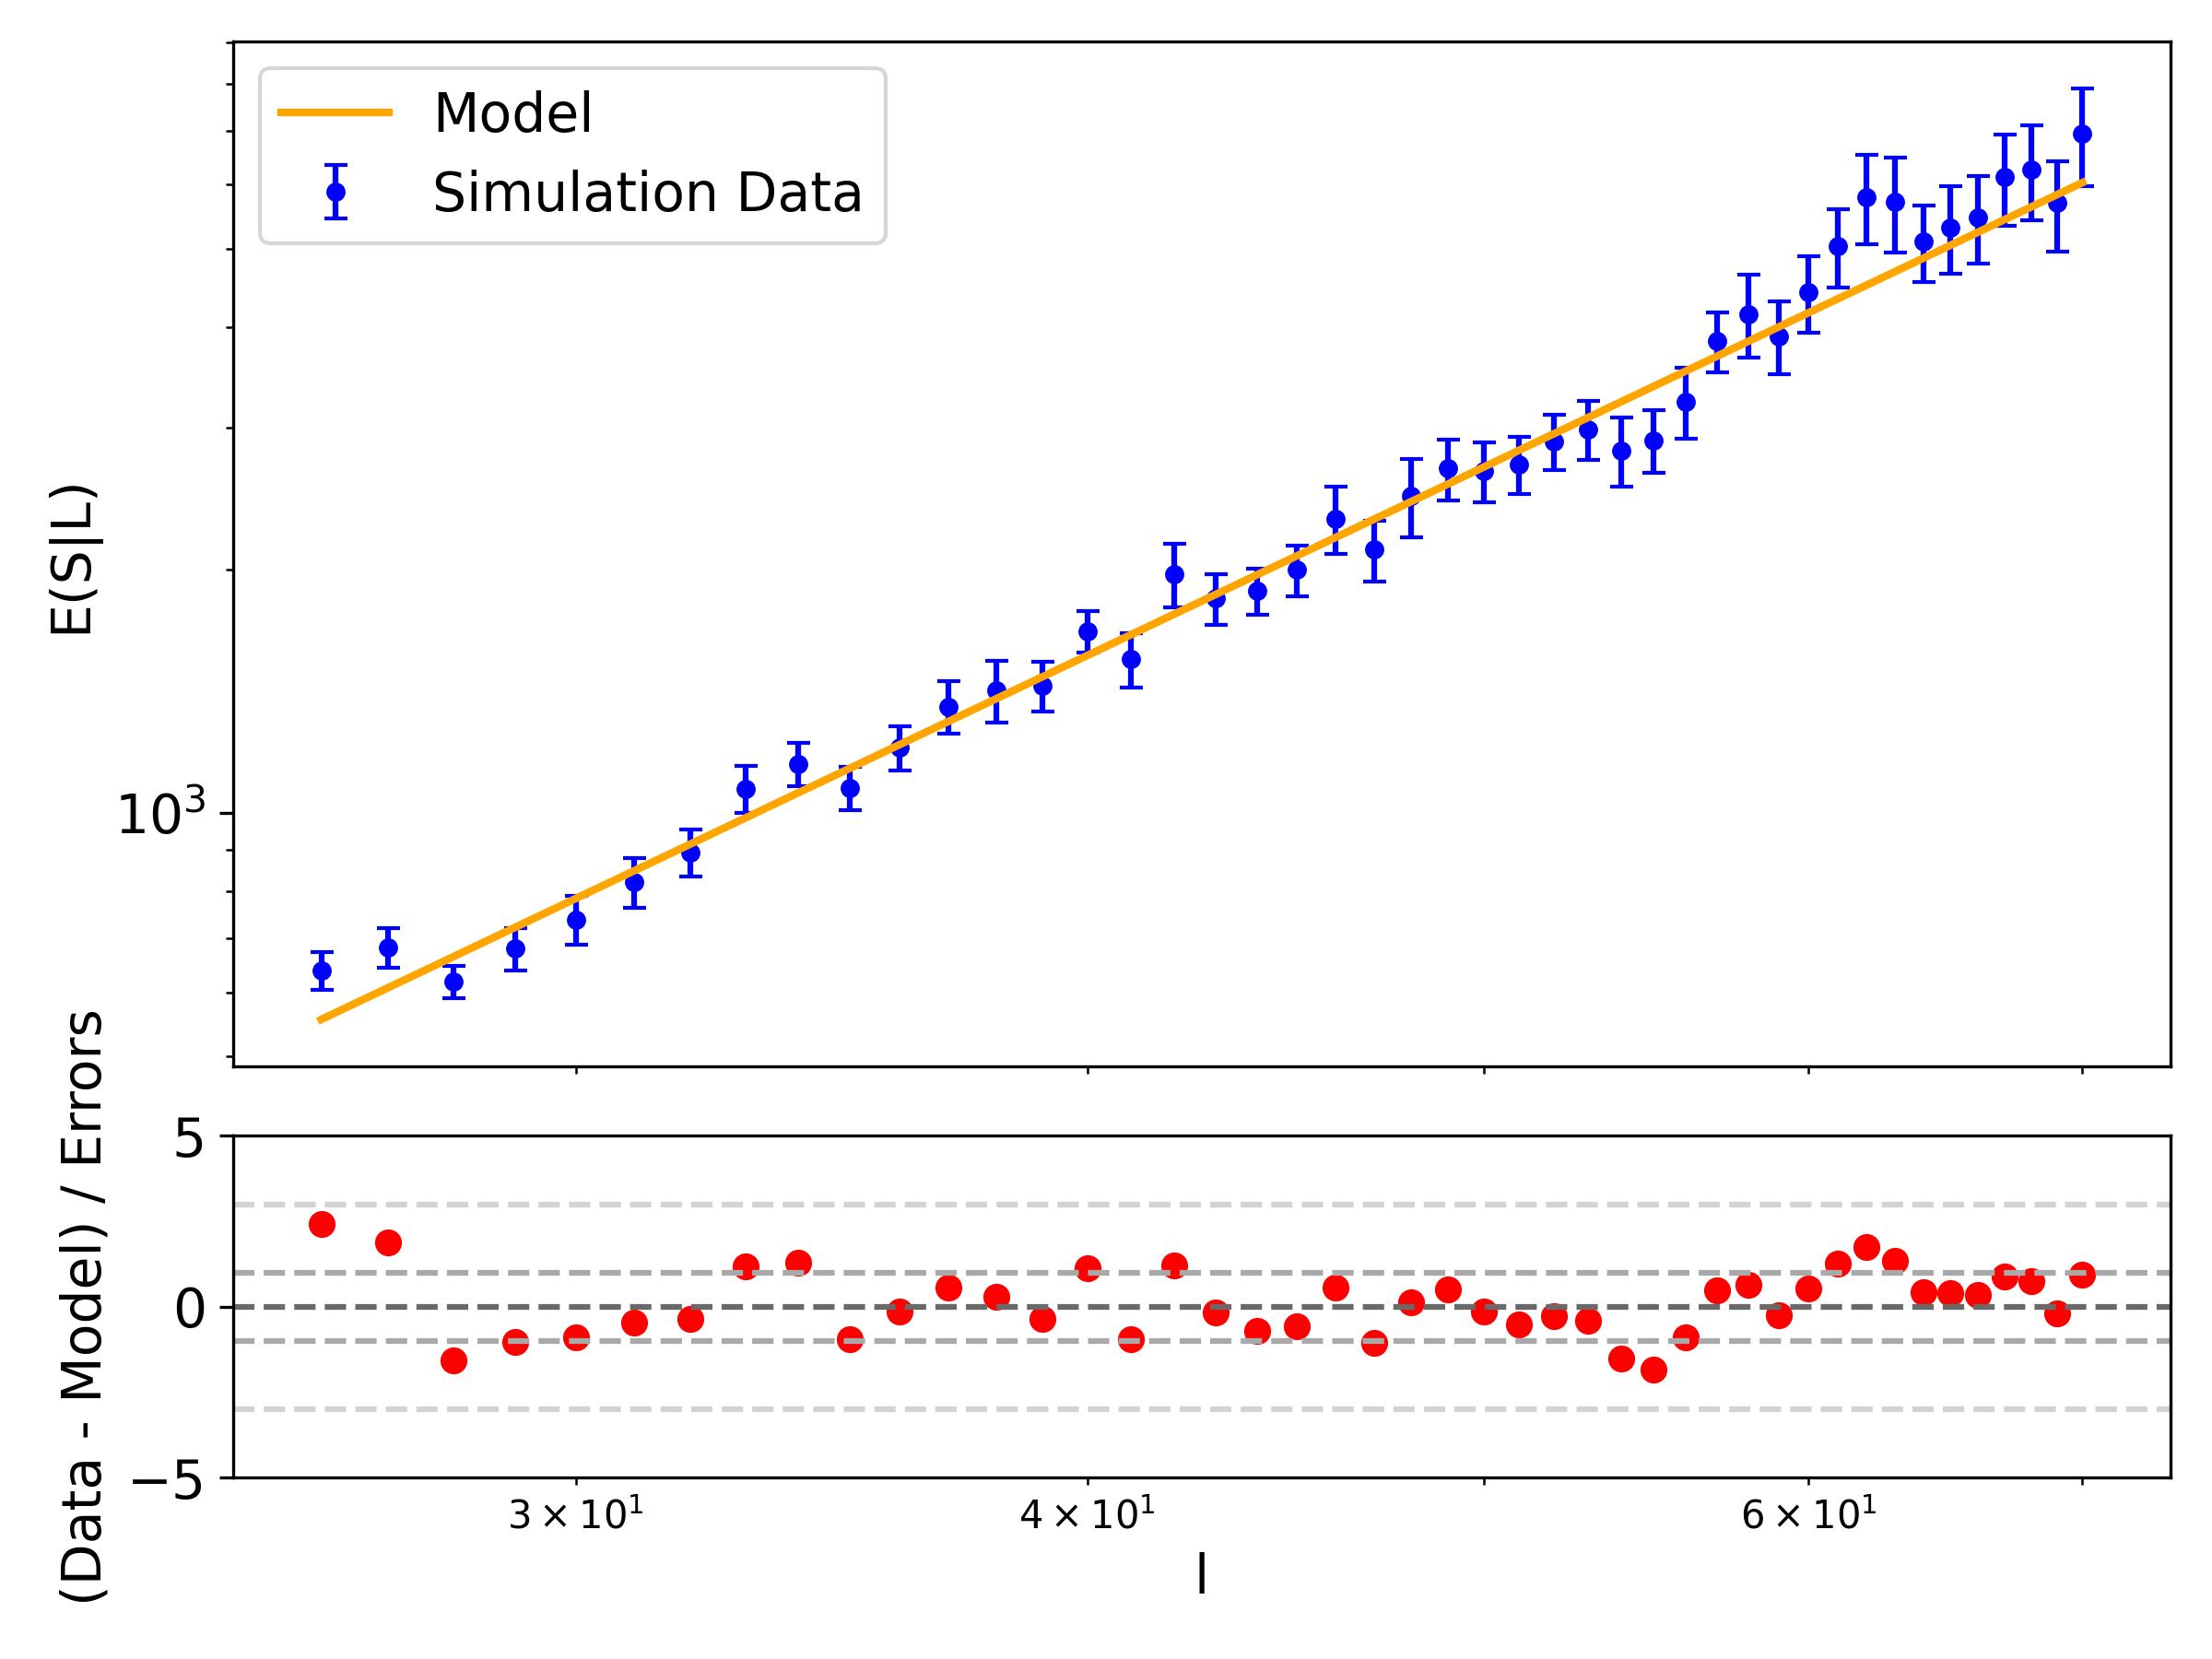 Model
Simulation Data
E(S|L)
10³
(Data - Model) / Errors
5
0
−5
3 × 10¹
4 × 10¹
6 × 10¹
l